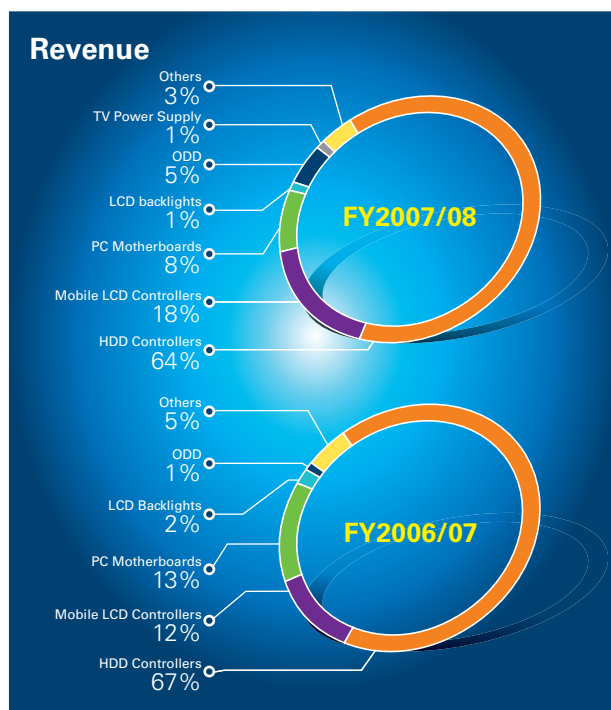 Revenue
Others
3%
TV Power Supply
1%
ODD
5%
LCD backlights
1%
PC Motherboards
8%
Mobile LCD Controllers
18%
HDD Controllers
64%
FY2007/08
Others
5%
ODD
1%
LCD Backlights
2%
PC Motherboards
13%
Mobile LCD Controllers
12%
HDD Controllers
67%
FY2006/07